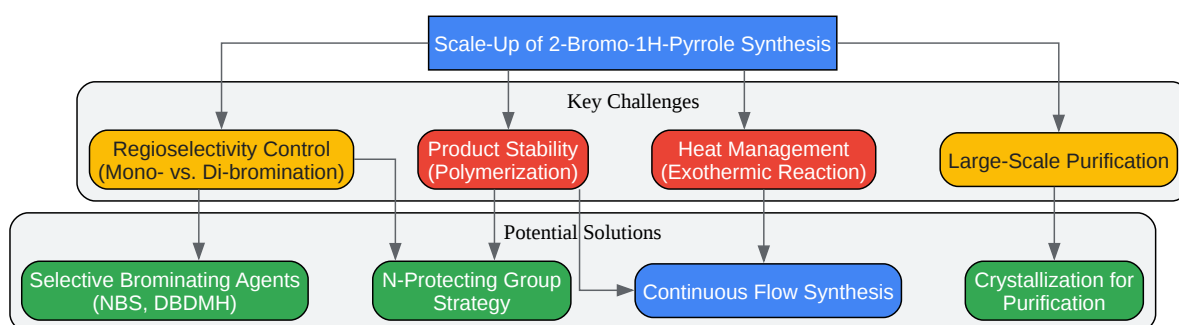 Scale-Up of 2-Bromo-1H-Pyrrole Synthesis
Key Challenges
Regioselectivity Control
(Mono- vs. Di-bromination)
Product Stability
(Polymerization)
Heat Management
(Exothermic Reaction)
Large-Scale Purification
Potential Solutions
Selective Brominating Agents
(NBS, DBDMH)
N-Protecting Group
Strategy
Continuous Flow Synthesis
Crystallization for
Purification